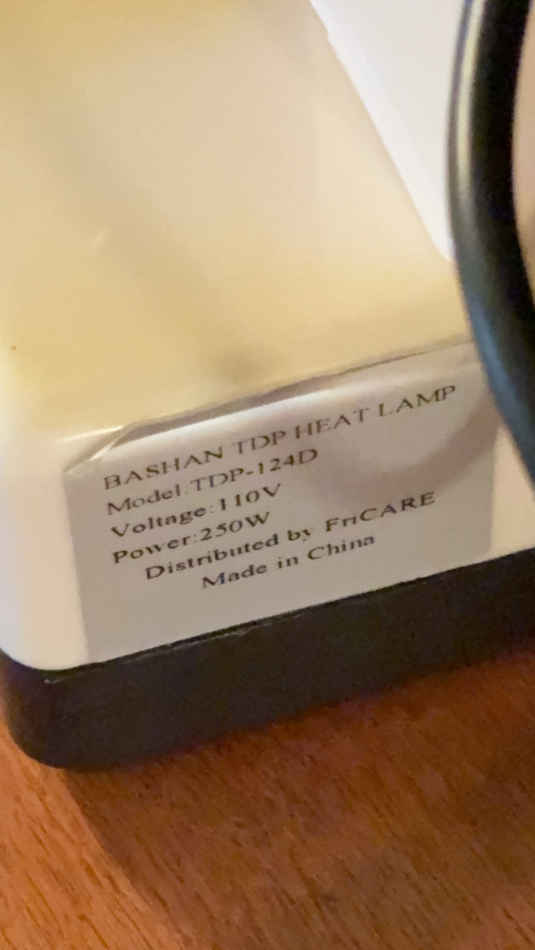 BASHAN TDP HEAT LAMP
Model:TDP-124D
Voltage:110V
Power:250W
Distributed by FriCARE
Made in China